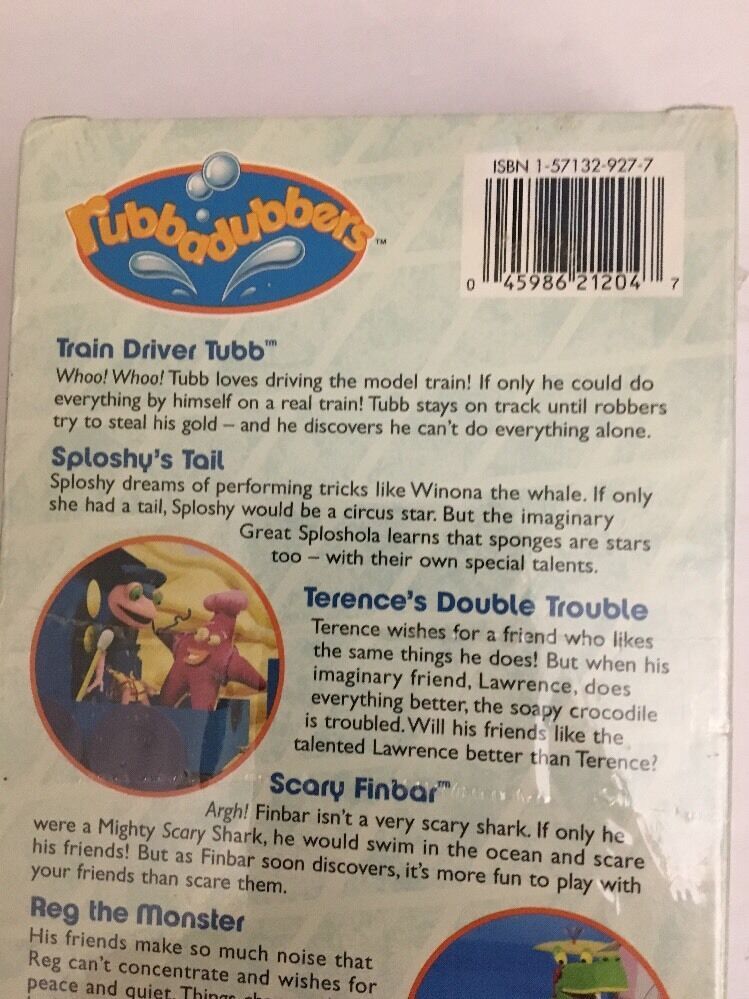 rubbadubbers™
ISBN 1-57132-927-7
0 45986 21204 7
Train Driver Tubb™
Whoo! Whoo! Tubb loves driving the model train! If only he could do
everything by himself on a real train! Tubb stays on track until robbers
try to steal his gold – and he discovers he can't do everything alone.
Sploshy's Tail
Sploshy dreams of performing tricks like Winona the whale. If only
she had a tail, Sploshy would be a circus star. But the imaginary
Great Sploshola learns that sponges are stars
too – with their own special talents.
Terence's Double Trouble
Terence wishes for a friend who likes
the same things he does! But when his
imaginary friend, Lawrence, does
everything better, the soapy crocodile
is troubled. Will his friends like the
talented Lawrence better than Terence?
Scary Finbar™
Argh! Finbar isn't a very scary shark. If only he
were a Mighty Scary Shark, he would swim in the ocean and scare
his friends! But as Finbar soon discovers, it's more fun to play with
your friends than scare them.
Reg the Monster
His friends make so much noise that
Reg can't concentrate and wishes for
peace and quiet.